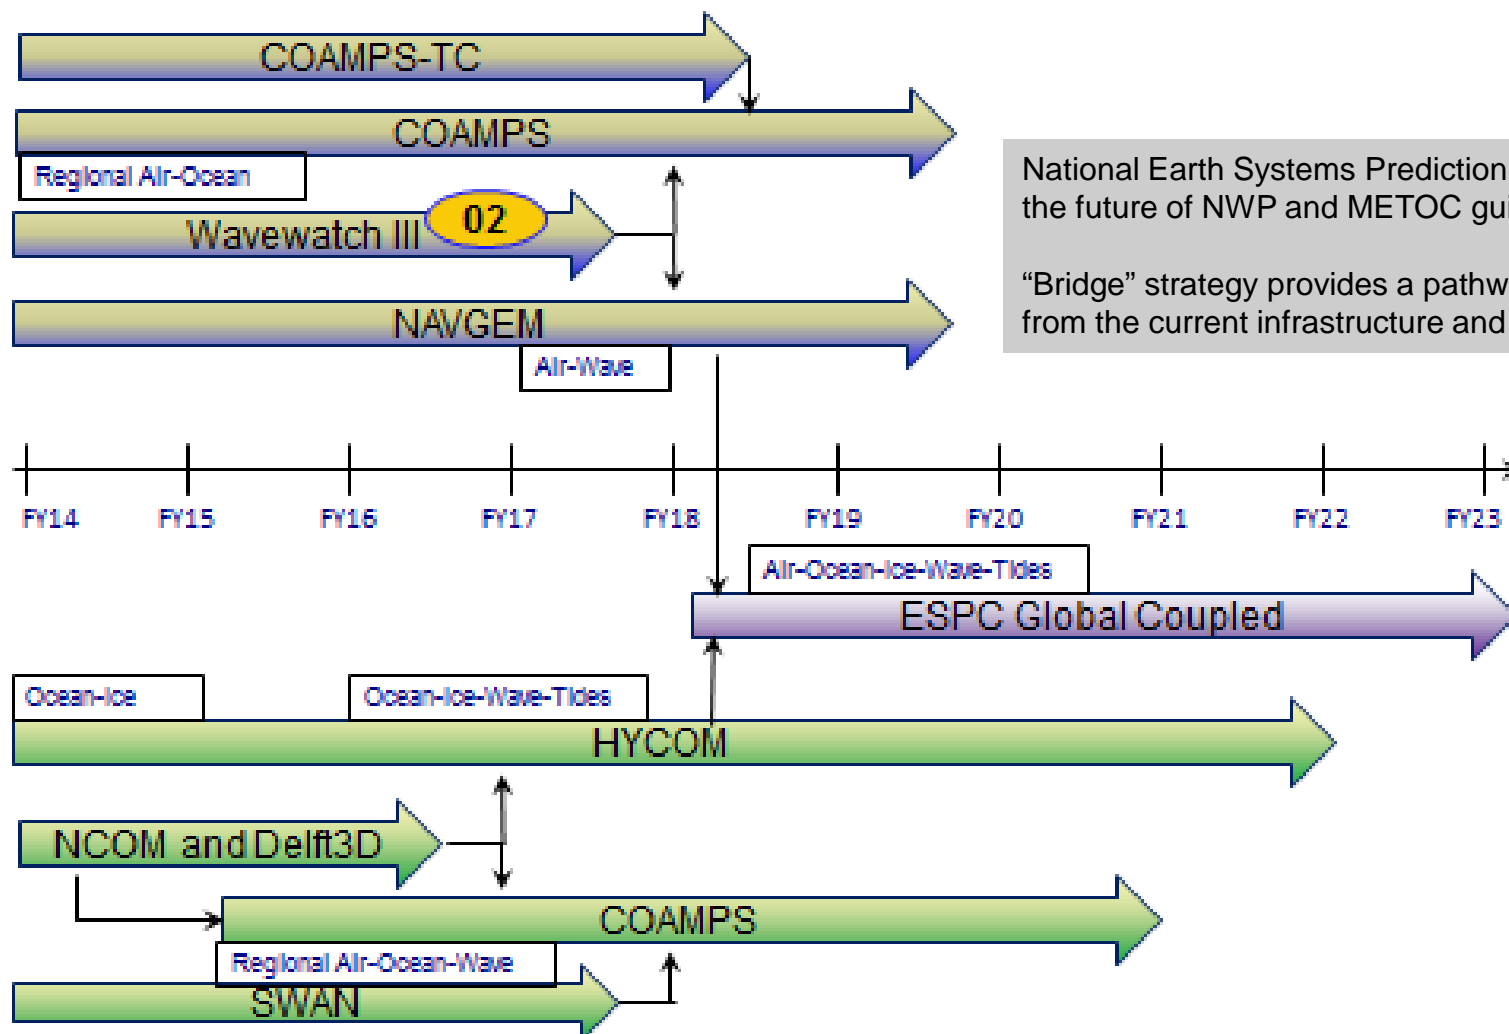 COAMPS-TC
COAMPS
Regional Air-Ocean
Wavewatch III
02
NAVGEM
Air-Wave
National Earth Systems Prediction
the future of NWP and METOC gui
“Bridge” strategy provides a pathw
from the current infrastructure and
FY14 FY15 FY16 FY17 FY18 FY19 FY20 FY21 FY22 FY23
Air-Ocean-Ice-Wave-Tides
ESPC Global Coupled
Ocean-Ice
Ocean-Ice-Wave-Tides
HYCOM
NCOM and Delft3D
COAMPS
Regional Air-Ocean-Wave
SWAN